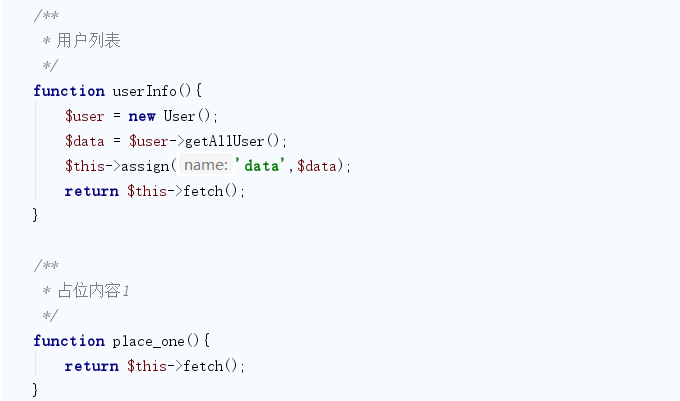 /**
 * 用户列表
 */
function userInfo(){
    $user = new User();
    $data = $user->getAllUser();
    $this->assign( name: 'data',$data);
    return $this->fetch();
}

/**
 * 占位内容1
 */
function place_one(){
    return $this->fetch();
}